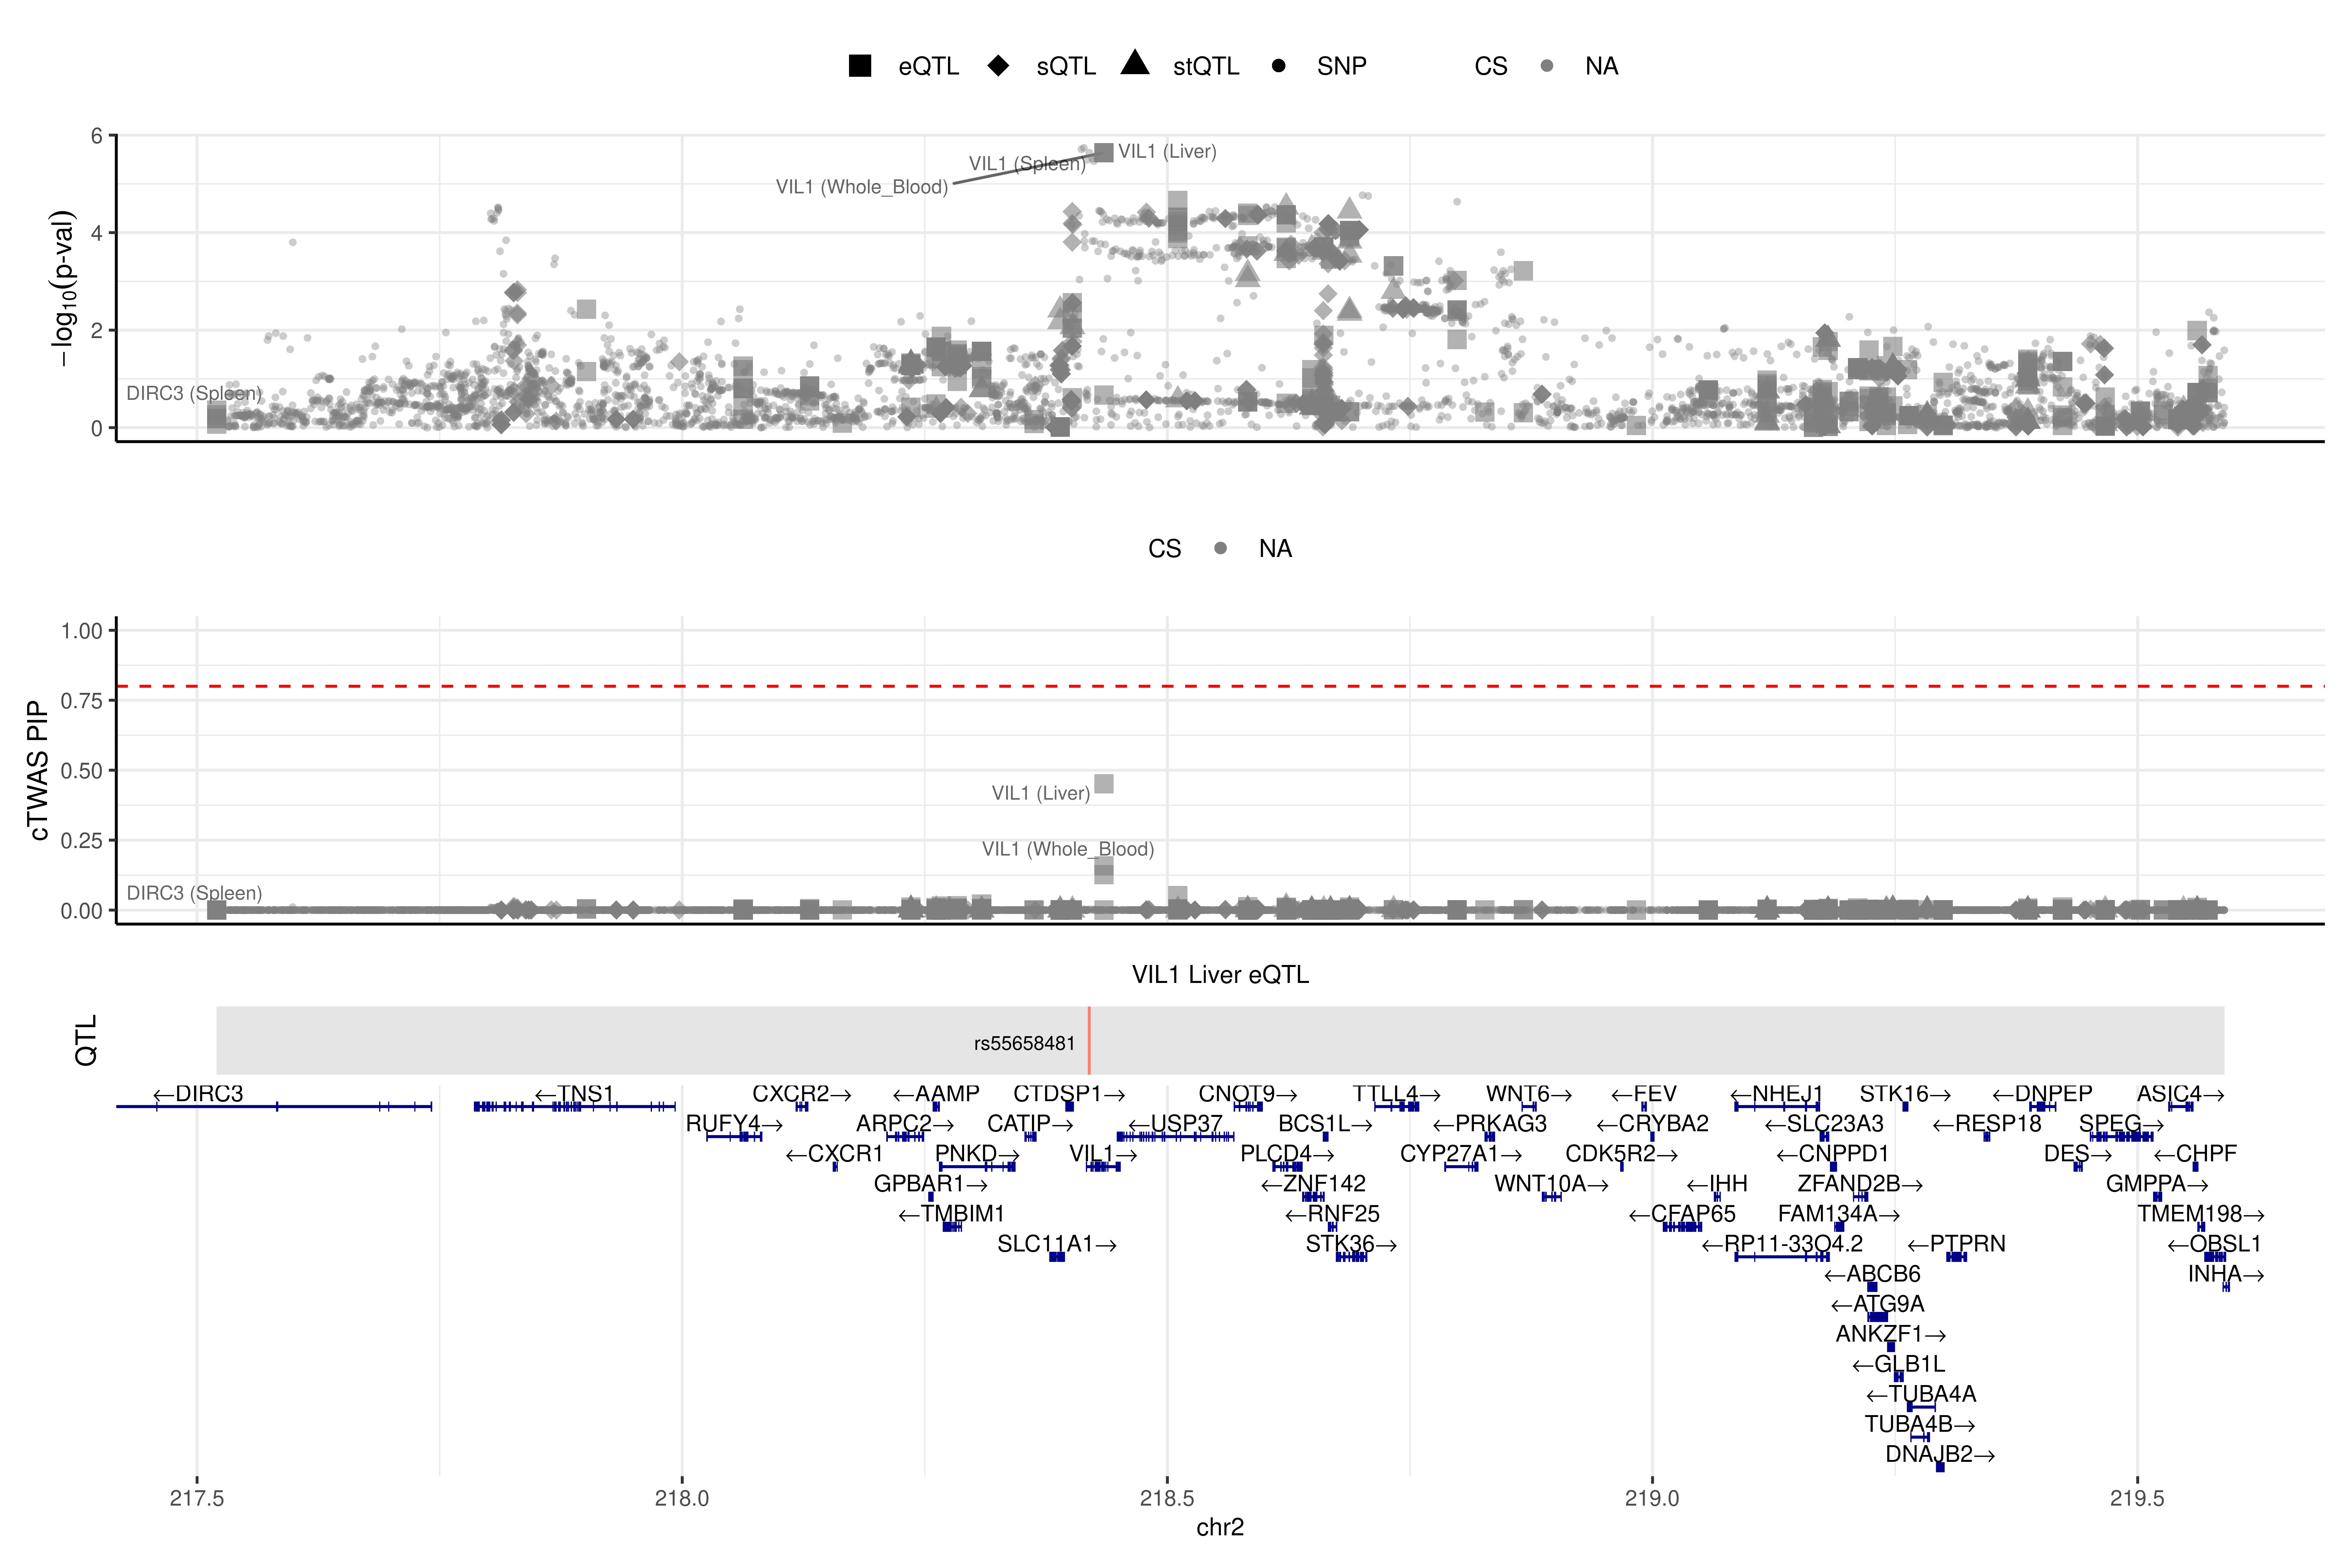 eQTL sQTL stQTL SNP CS NA
6
4
2
0
−log10(p-val)
VIL1 (Liver)
VIL1 (Spleen)
VIL1 (Whole_Blood)
DIRC3 (Spleen)
CS NA
1.00
0.75
0.50
0.25
0.00
cTWAS PIP
VIL1 (Liver)
VIL1 (Whole_Blood)
DIRC3 (Spleen)
VIL1 Liver eQTL
QTL
rs55658481
←DIRC3 ←TNS1 CXCR2→ ←AAMP CTDSP1→ CNOT9→ TTLL4→ WNT6→ ←FEV ←NHEJ1 STK16→ ←DNPEP ASIC4→
RUFY4→ ARPC2→ CATIP→ ←USP37 BCS1L→ ←PRKAG3 ←CRYBA2 ←SLC23A3 ←RESP18 SPEG→
←CXCR1 PNKD→ VIL1→ PLCD4→ CYP27A1→ CDK5R2→ ←CNPPD1 DES→ ←CHPF
GPBAR1→ ←ZNF142 WNT10A→ ←IHH ZFAND2B→ GMPPA→
←TMBIM1 ←RNF25 ←CFAP65 FAM134A→ TMEM198→
SLC11A1→ STK36→ ←RP11-33O4.2 ←PTPRN ←OBSL1
←ABCB6 INHA→
←ATG9A
ANKZF1→
←GLB1L
←TUBA4A
TUBA4B→
DNAJB2→
217.5 218.0 218.5 219.0 219.5
chr2